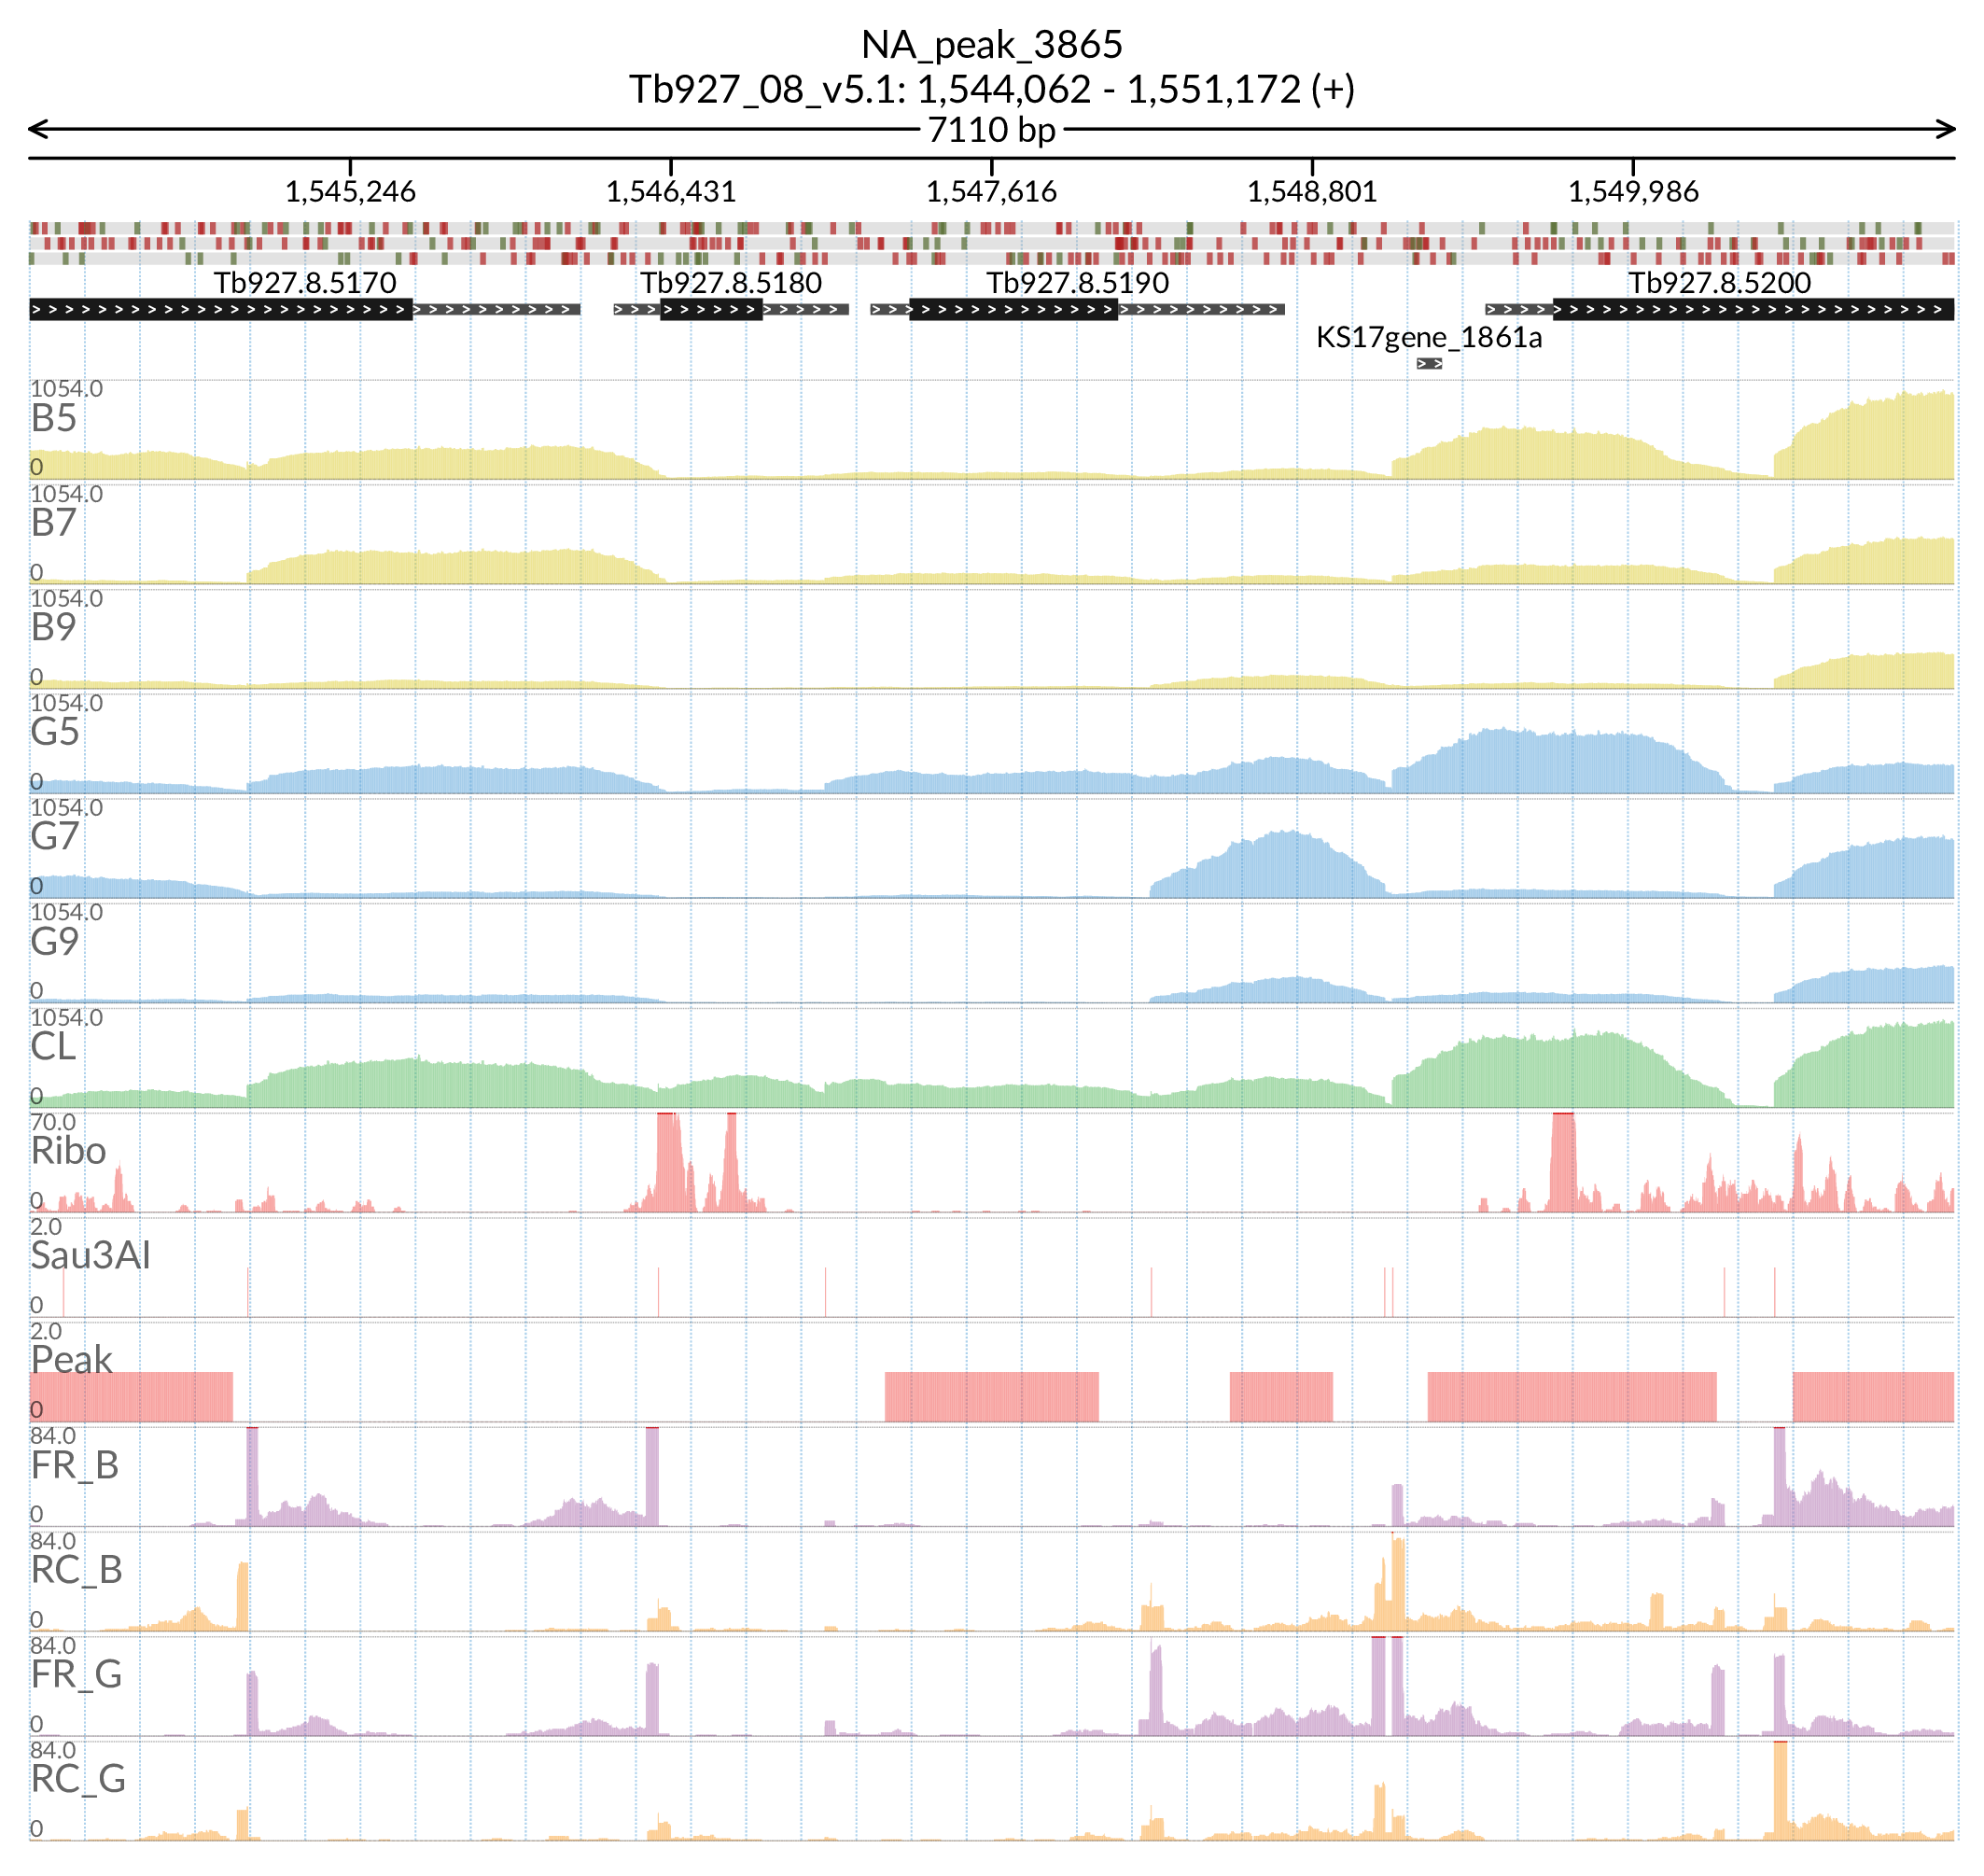 NA_peak_3865
Tb927_08_v5.1: 1,544,062 - 1,551,172 (+)
7110 bp
1,545,246 1,546,431 1,547,616 1,548,801 1,549,986
Tb927.8.5170 Tb927.8.5180 Tb927.8.5190 Tb927.8.5200
KS17gene_1861a
1054.0
B5
0
1054.0
B7
0
1054.0
B9
0
1054.0
G5
0
1054.0
G7
0
1054.0
G9
0
1054.0
CL
0
70.0
Ribo
0
2.0
Sau3AI
0
2.0
Peak
0
84.0
FR_B
0
84.0
RC_B
0
84.0
FR_G
0
84.0
RC_G
0